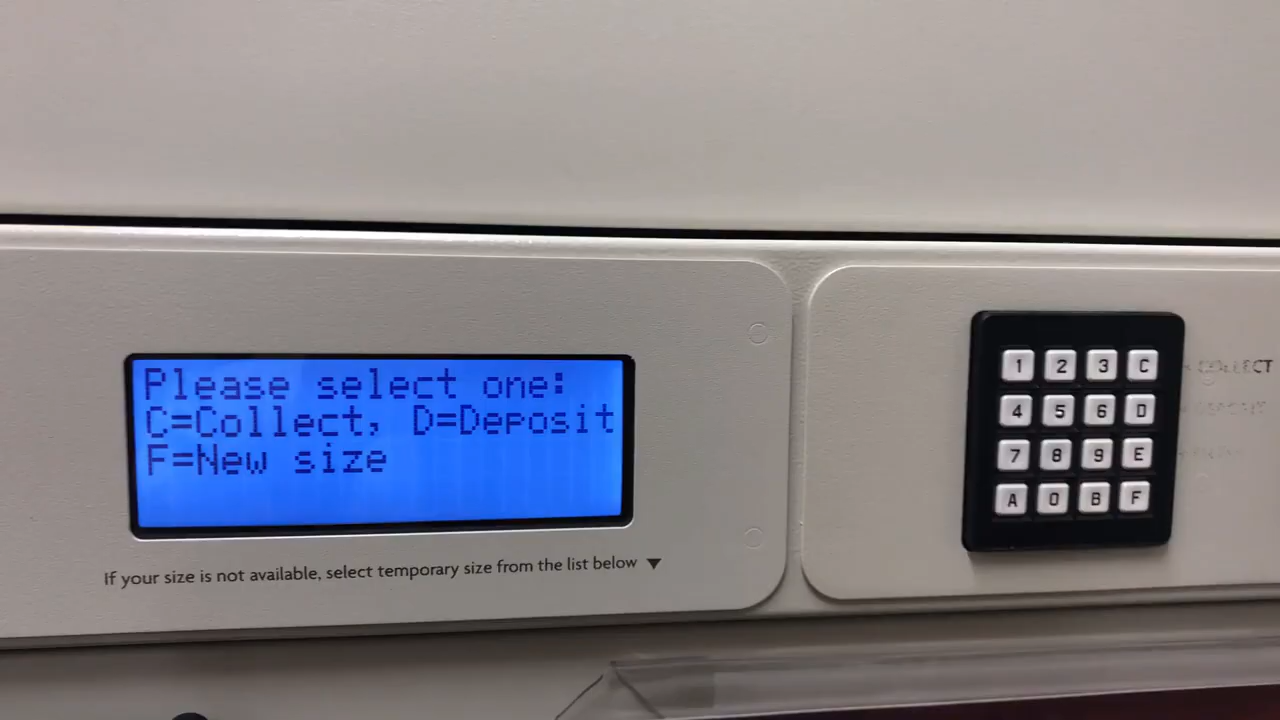 Please select one:
C=Collect, D=Deposit
F=New size
If your size is not available, select temporary size from the list below ▼
1 2 3 C
4 5 6 D
7 8 9 E
A 0 B F
COLLECT